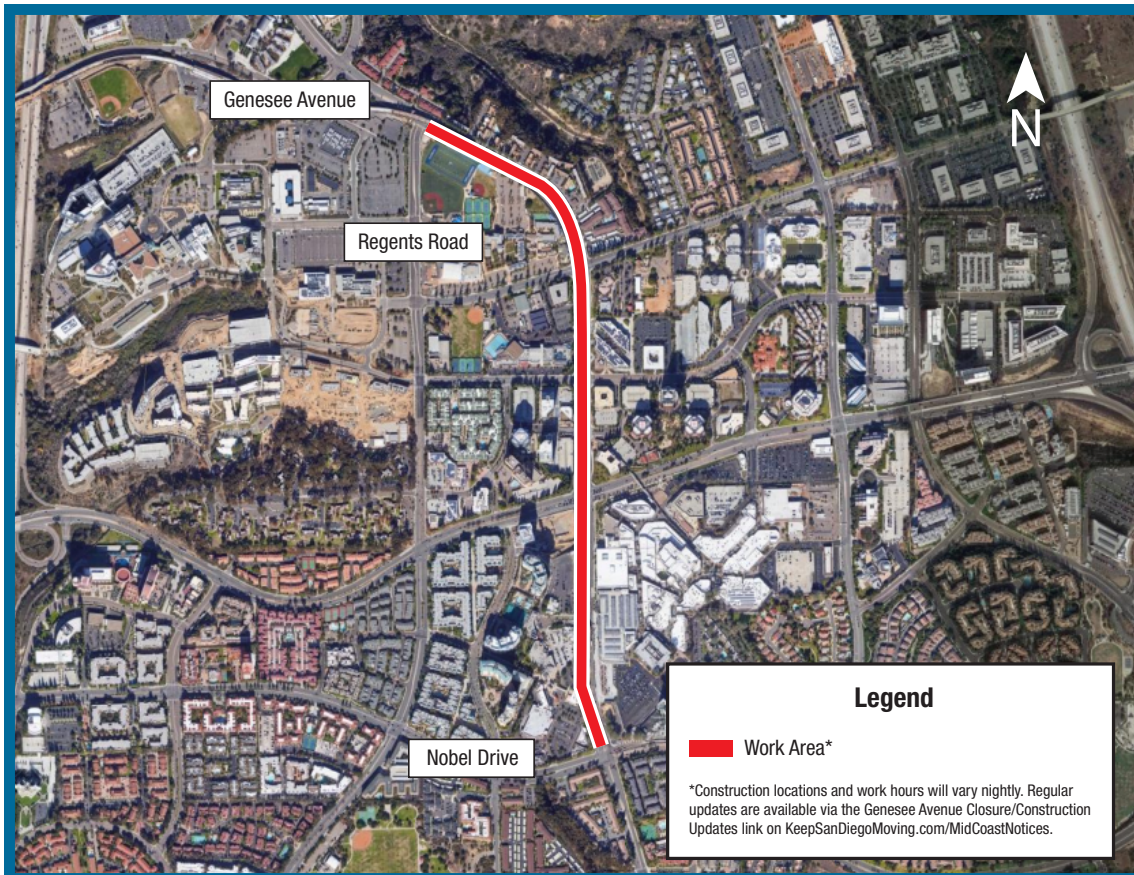 Genesee Avenue
N
Regents Road
Nobel Drive
Legend
Work Area*
*Construction locations and work hours will vary nightly. Regular
updates are available via the Genesee Avenue Closure/Construction
Updates link on KeepSanDiegoMoving.com/MidCoastNotices.